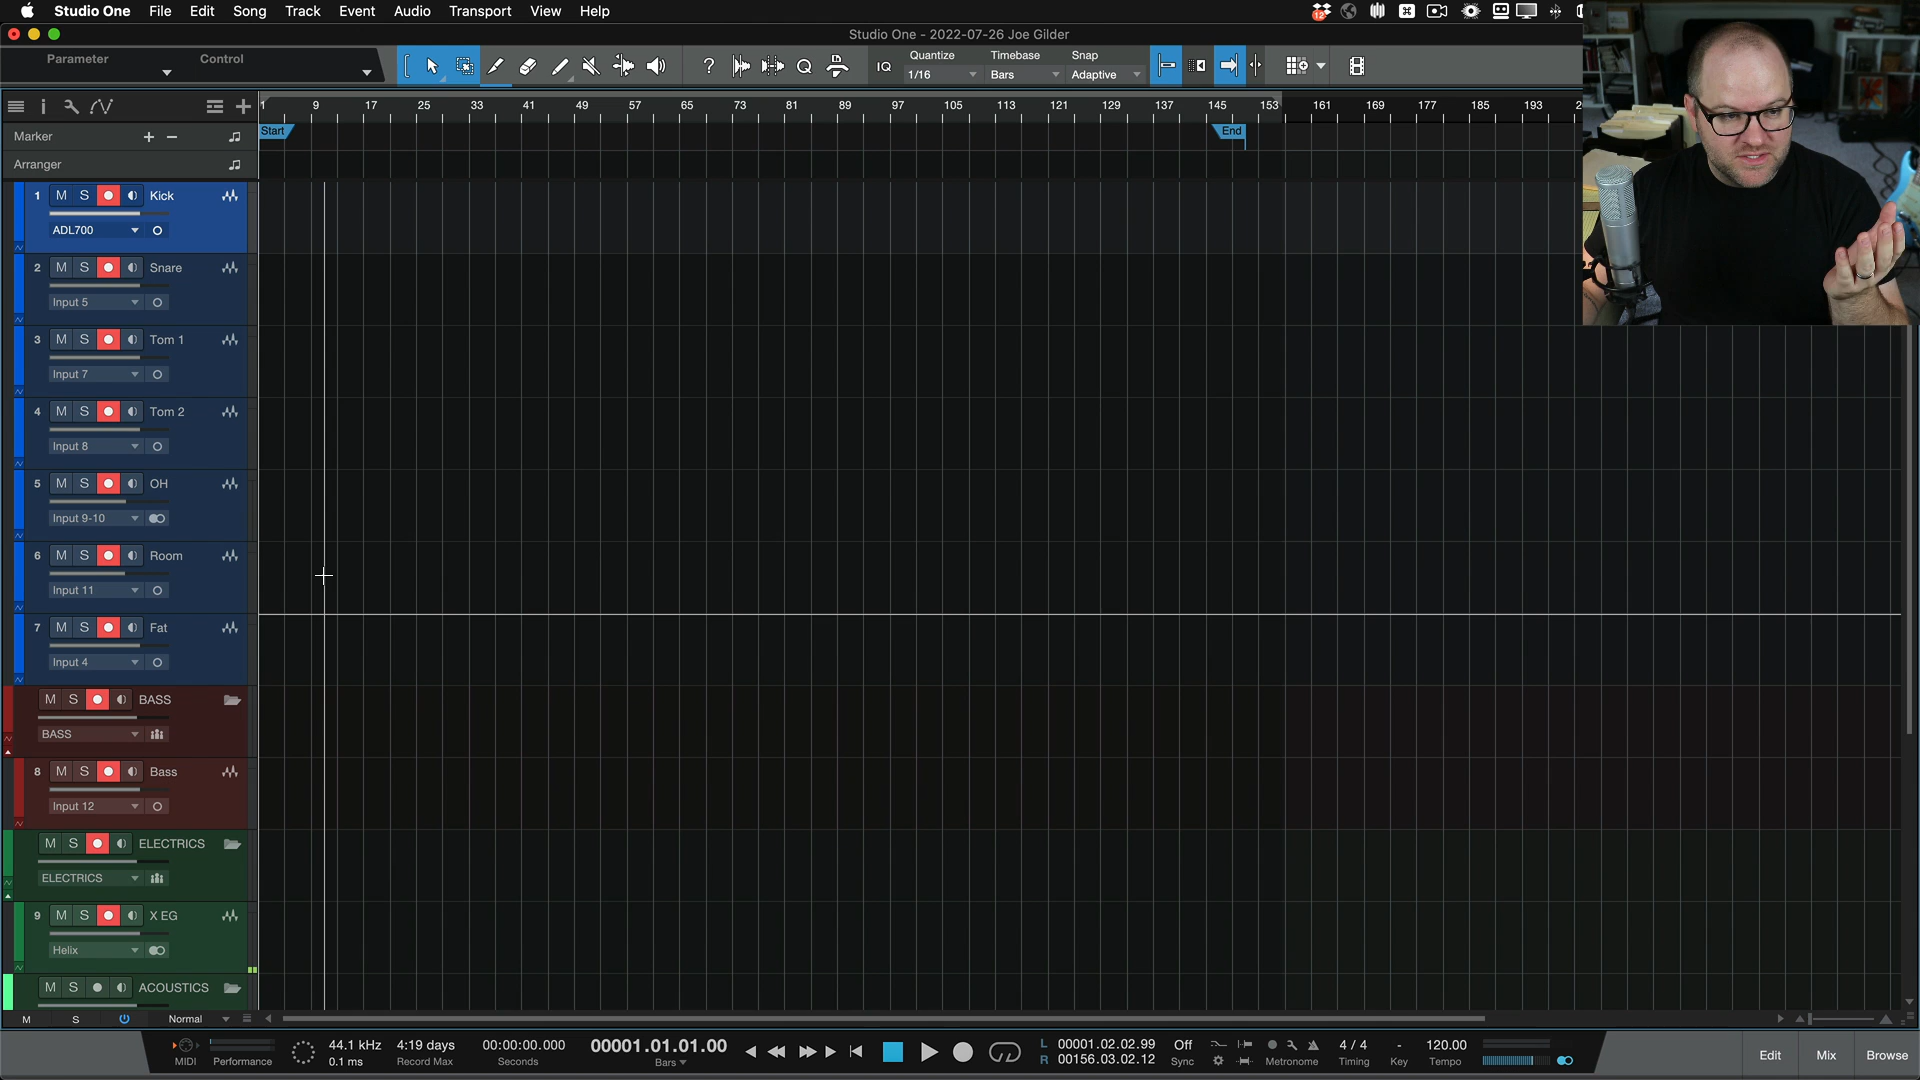 Studio One File Edit Song Track Event Audio Transport View Help
12
Studio One - 2022-07-26 Joe Gilder
Parameter Control
? IQ
Quantize Timebase Snap
1/16 Bars Adaptive
1 9 17 25 33 41 49 57 65 73 81 89 97 105 113 121 129 137 145 153 161 169 177 185 193 2
Marker + −
Start End
Arranger
1 M S Kick
ADL700
2 M S Snare
Input 5
3 M S Tom 1
Input 7
4 M S Tom 2
Input 8
5 M S OH
Input 9-10
6 M S Room
Input 11
7 M S Fat
Input 4
M S BASS
BASS
8 M S Bass
Input 12
M S ELECTRICS
ELECTRICS
9 M S X EG
Helix
M S ACOUSTICS
M S Normal
MIDI Performance
44.1 kHz
0.1 ms
4:19 days
Record Max
00:00:00.000
Seconds
00001.01.01.00
Bars
L 00001.02.02.99
R 00156.03.02.12
Off
Sync
Metronome
4 / 4
Timing
-
Key
120.00
Tempo
Edit Mix Browse